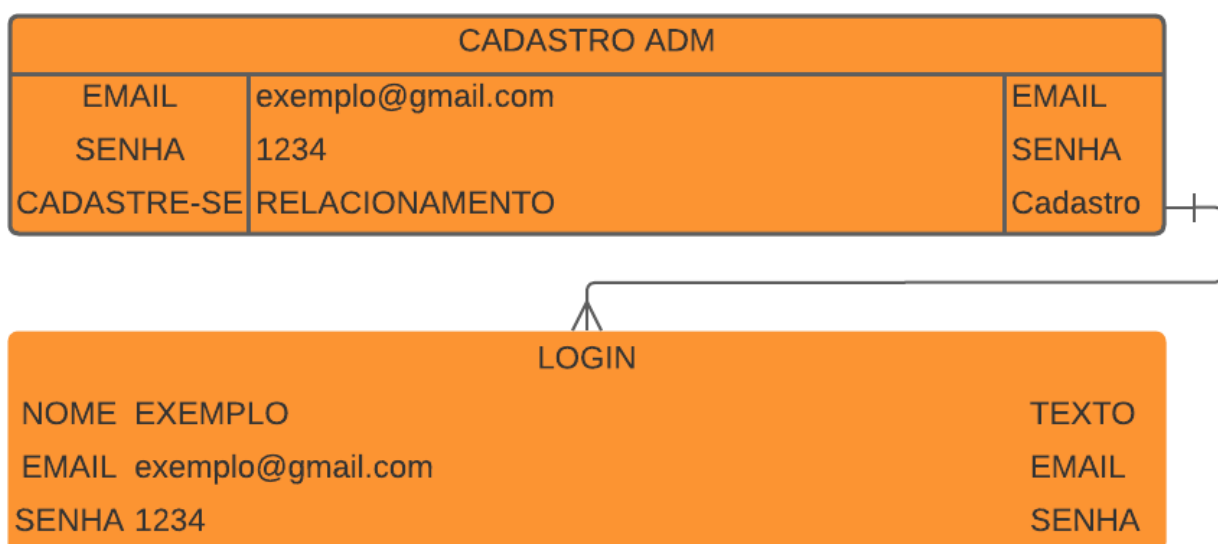 CADASTRO ADM
EMAIL exemplo@gmail.com EMAIL
SENHA 1234 SENHA
CADASTRE-SE RELACIONAMENTO Cadastro
LOGIN
NOME EXEMPLO TEXTO
EMAIL exemplo@gmail.com EMAIL
SENHA 1234 SENHA